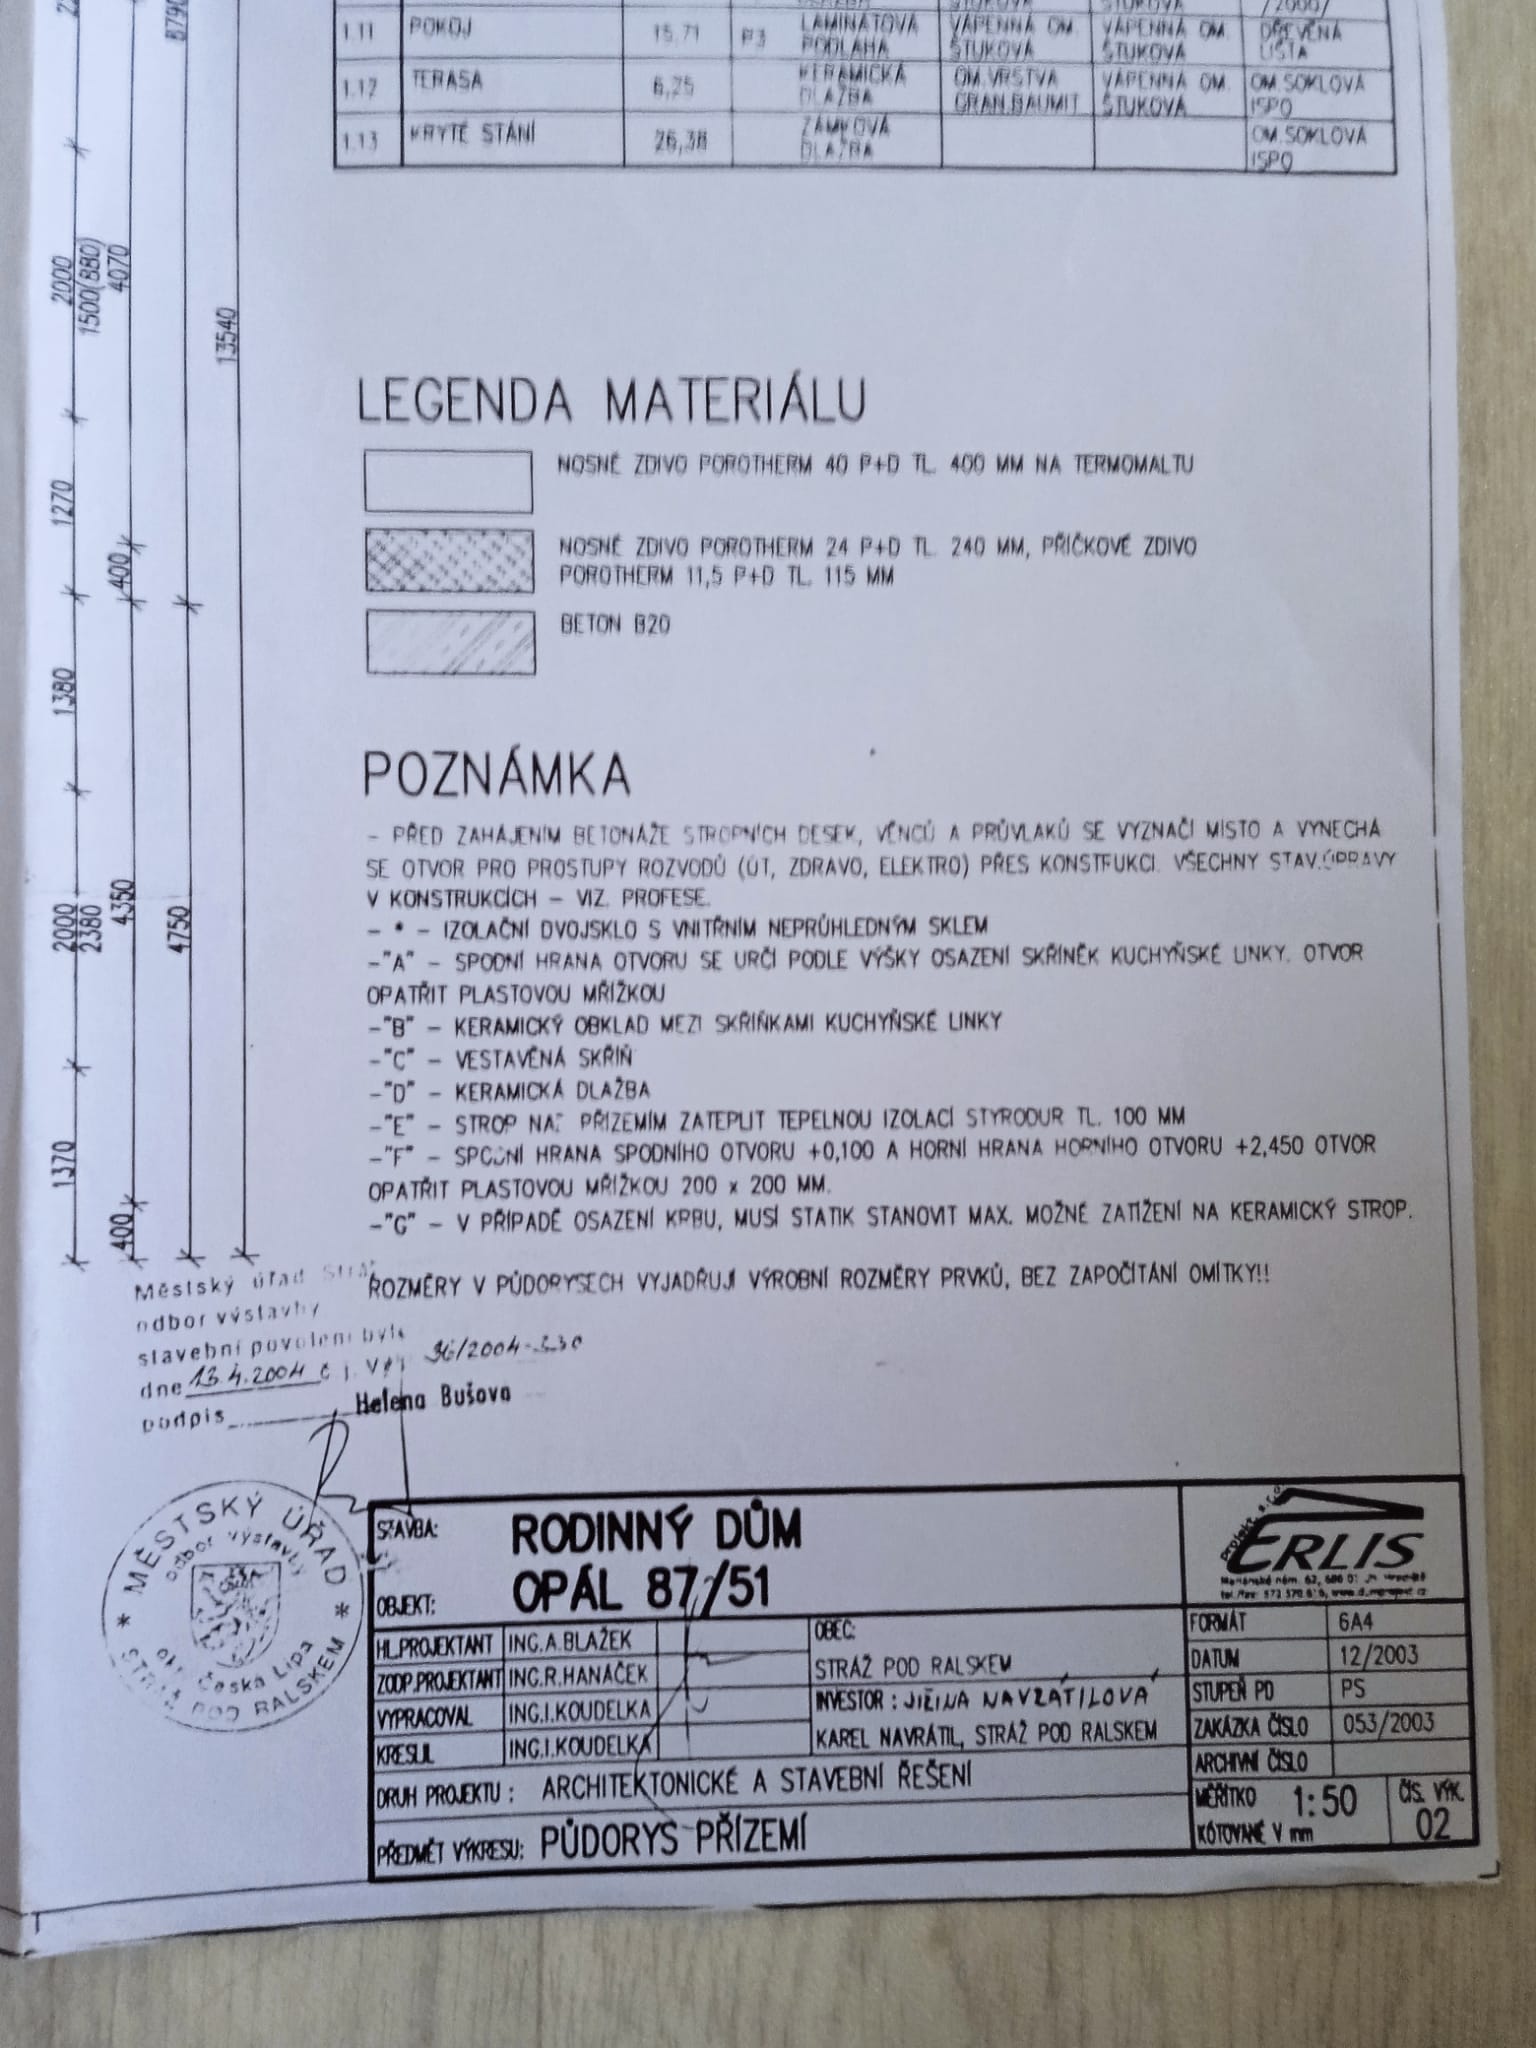 1.11 POKOJ 15,71 P3 LAMINÁTOVÁ PODLAHA VÁPENNÁ OM. ŠTUKOVÁ VÁPENNÁ OM. ŠTUKOVÁ DŘEVĚNÁ LIŠTA
1.12 TERASA 6,25 KERAMICKÁ DLAŽBA OM.VRSTVA GRAN.BAUMIT VÁPENNÁ OM. ŠTUKOVÁ OM.SOKLOVÁ ISPO
1.13 KRYTÉ STÁNÍ 26,38 ZÁMKOVÁ DLAŽBA OM.SOKLOVÁ ISPO
8790
2000
1500(880)
4070
13540
1270
400
1380
2000
2380
4350
4750
1370
400
LEGENDA MATERIÁLU
NOSNÉ ZDIVO POROTHERM 40 P+D TL. 400 MM NA TERMOMALTU
NOSNÉ ZDIVO POROTHERM 24 P+D TL. 240 MM, PŘÍČKOVÉ ZDIVO
POROTHERM 11,5 P+D TL. 115 MM
BETON B20
POZNÁMKA
- PŘED ZAHÁJENÍM BETONÁŽE STROPNÍCH DESEK, VĚNCŮ A PRŮVLAKŮ SE VYZNAČÍ MÍSTO A VYNECHÁ
SE OTVOR PRO PROSTUPY ROZVODŮ (ÚT, ZDRAVO, ELEKTRO) PŘES KONSTRUKCI. VŠECHNY STAV.ÚPRAVY
V KONSTRUKCÍCH - VIZ. PROFESE.
- * - IZOLAČNÍ DVOJSKLO S VNITŘNÍM NEPRŮHLEDNÝM SKLEM
-"A" - SPODNÍ HRANA OTVORU SE URČÍ PODLE VÝŠKY OSAZENÍ SKŘÍNĚK KUCHYŇSKÉ LINKY. OTVOR
OPATŘIT PLASTOVOU MŘÍŽKOU
-"B" - KERAMICKÝ OBKLAD MEZI SKŘÍŇKAMI KUCHYŇSKÉ LINKY
-"C" - VESTAVĚNÁ SKŘÍŇ
-"D" - KERAMICKÁ DLAŽBA
-"E" - STROP NAD PŘÍZEMÍM ZATEPLIT TEPELNOU IZOLACÍ STYRODUR TL. 100 MM
-"F" - SPODNÍ HRANA SPODNÍHO OTVORU +0,100 A HORNÍ HRANA HORNÍHO OTVORU +2,450 OTVOR
OPATŘIT PLASTOVOU MŘÍŽKOU 200 x 200 MM.
-"G" - V PŘÍPADĚ OSAZENÍ KRBU, MUSÍ STATIK STANOVIT MAX. MOŽNÉ ZATÍŽENÍ NA KERAMICKÝ STROP.
ROZMĚRY V PŮDORYSECH VYJADŘUJÍ VÝROBNÍ ROZMĚRY PRVKŮ, BEZ ZAPOČÍTÁNÍ OMÍTKY!!
Městský úřad
odbor výstavby
stavební povolení
dne 13.4.2004 č.j.
podpis Helena Bušova
MĚSTSKÝ ÚŘAD
odbor výstavby
okr. Česká Lípa
STRÁŽ POD RALSKEM
STAVBA: RODINNÝ DŮM
OBJEKT: OPÁL 87/51
HL.PROJEKTANT ING.A.BLAŽEK
ZODP.PROJEKTANT ING.R.HANÁČEK
VYPRACOVAL ING.I.KOUDELKA
KRESLIL ING.I.KOUDELKA
OBEC:
STRÁŽ POD RALSKEM
INVESTOR : JIŘINA NAVRÁTILOVÁ
KAREL NAVRÁTIL, STRÁŽ POD RALSKEM
DRUH PROJEKTU : ARCHITEKTONICKÉ A STAVEBNÍ ŘEŠENÍ
PŘEDMĚT VÝKRESU: PŮDORYS PŘÍZEMÍ
Projekt s.r.o.
ERLIS
FORMÁT 6A4
DATUM 12/2003
STUPEŇ PD PS
ZAKÁZKA ČÍSLO 053/2003
ARCHIVNÍ ČÍSLO
MĚŘÍTKO 1:50
KÓTOVANÉ V mm
ČÍS. VÝK. 02